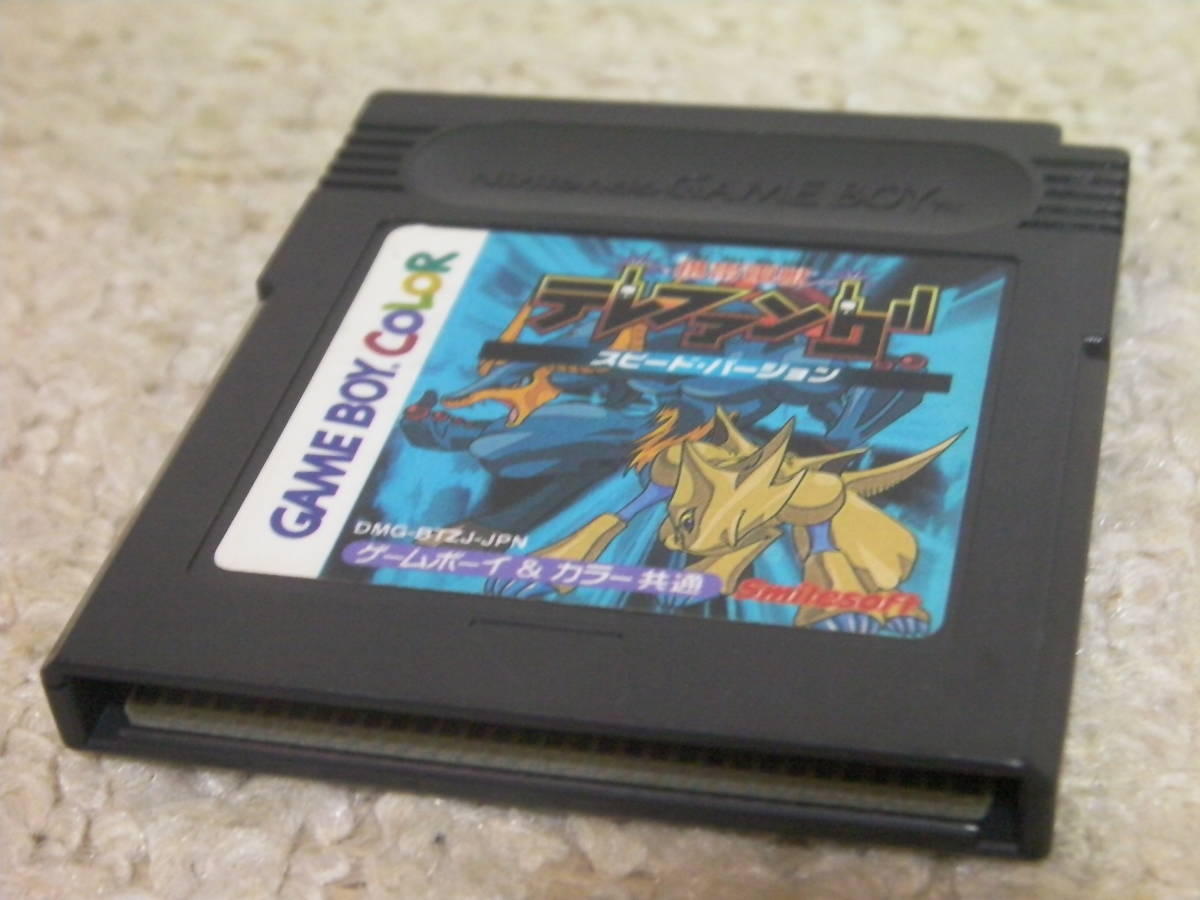 Nintendo GAME BOY TM
GAME BOY COLOR
テレファング
スピード・バージョン
DMG-BTZJ-JPN
ゲームボーイ & カラー共通
Smilesoft